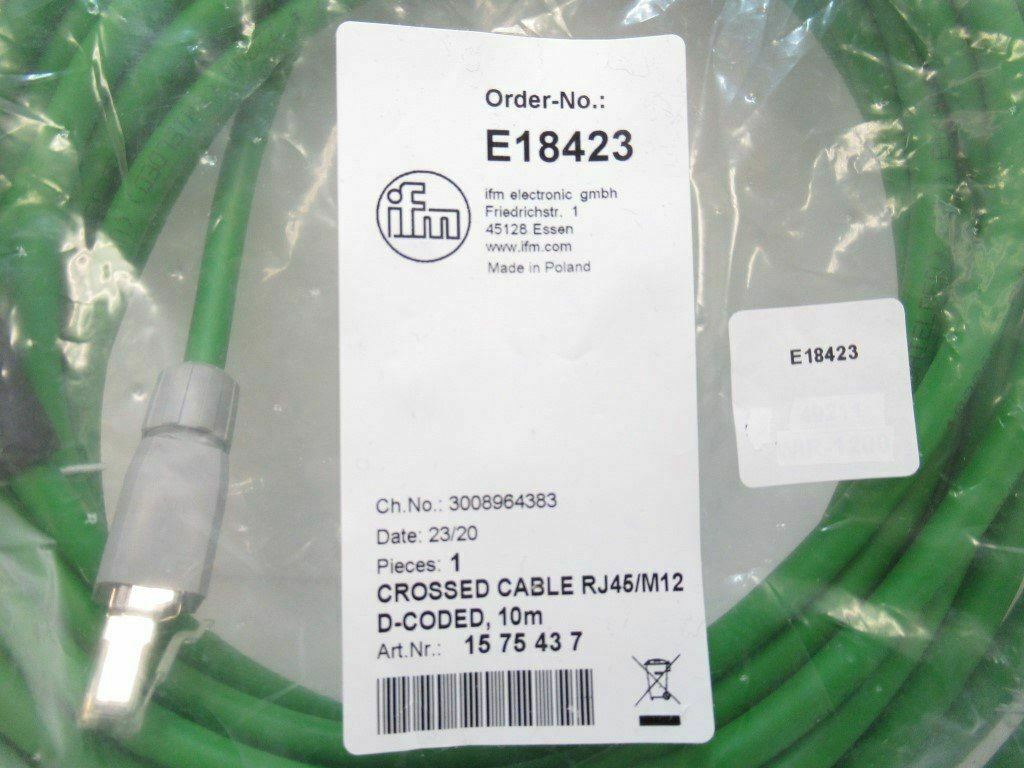 Order-No.:
E18423
ifm
ifm electronic gmbh
Friedrichstr. 1
45128 Essen
www.ifm.com
Made in Poland
E18423
Ch.No.: 3008964383
Date: 23/20
Pieces: 1
CROSSED CABLE RJ45/M12
D-CODED, 10m
Art.Nr.: 15 75 43 7